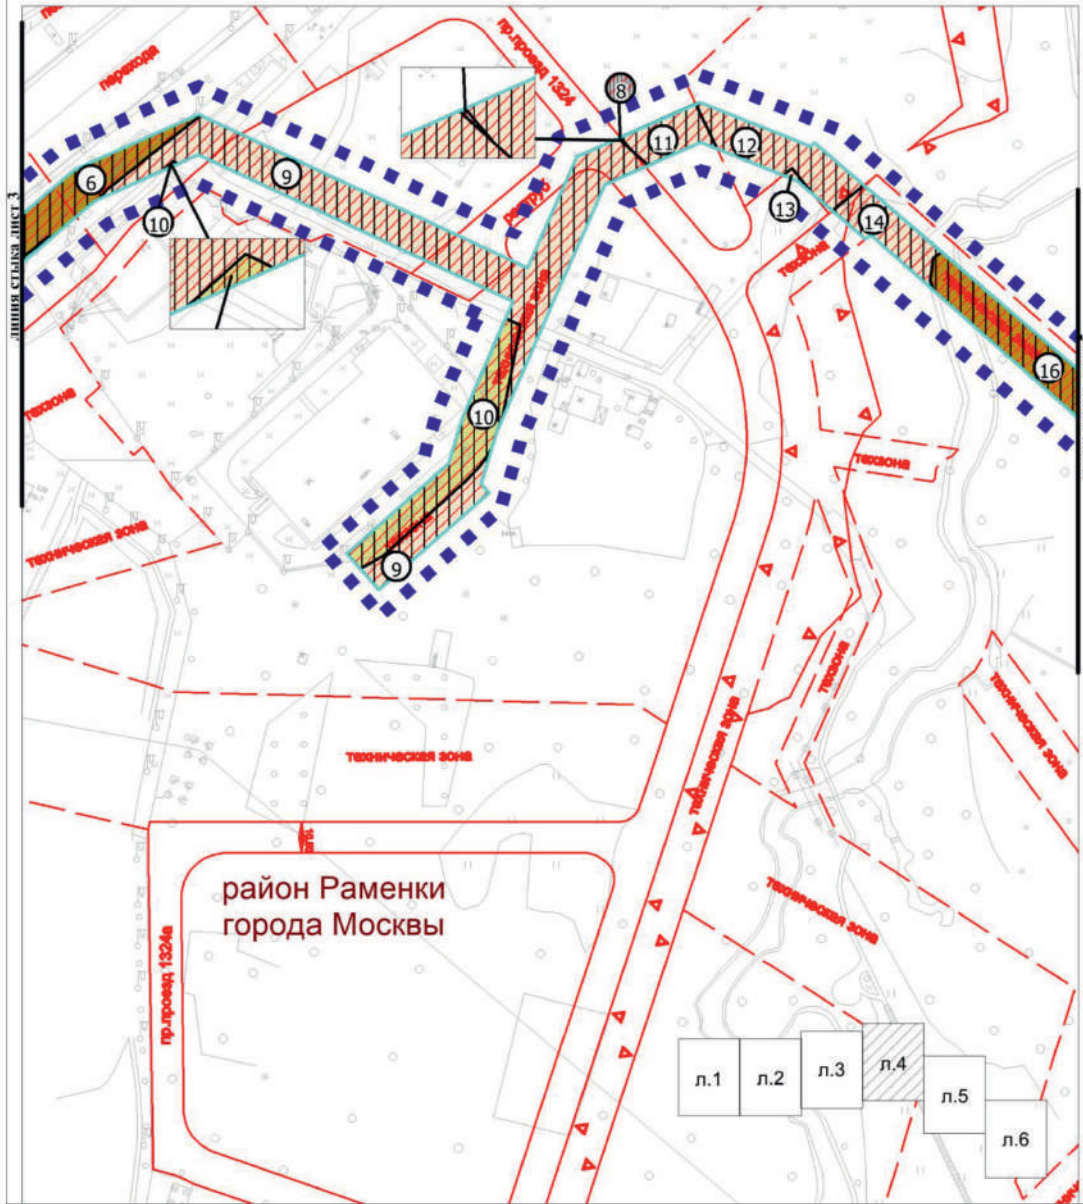 перехода
пр.проезд 1324
8
11
12
6
9
10
13
14
линия стыка лист 3
техзона
16
техзона
10
техзона
техническая зона
9
техзона
техническая зона
техническая зона
техническая зона
район Раменки
города Москвы
техническая зона
пр.проезд 1324а
л.1
л.2
л.3
л.4
л.5
л.6